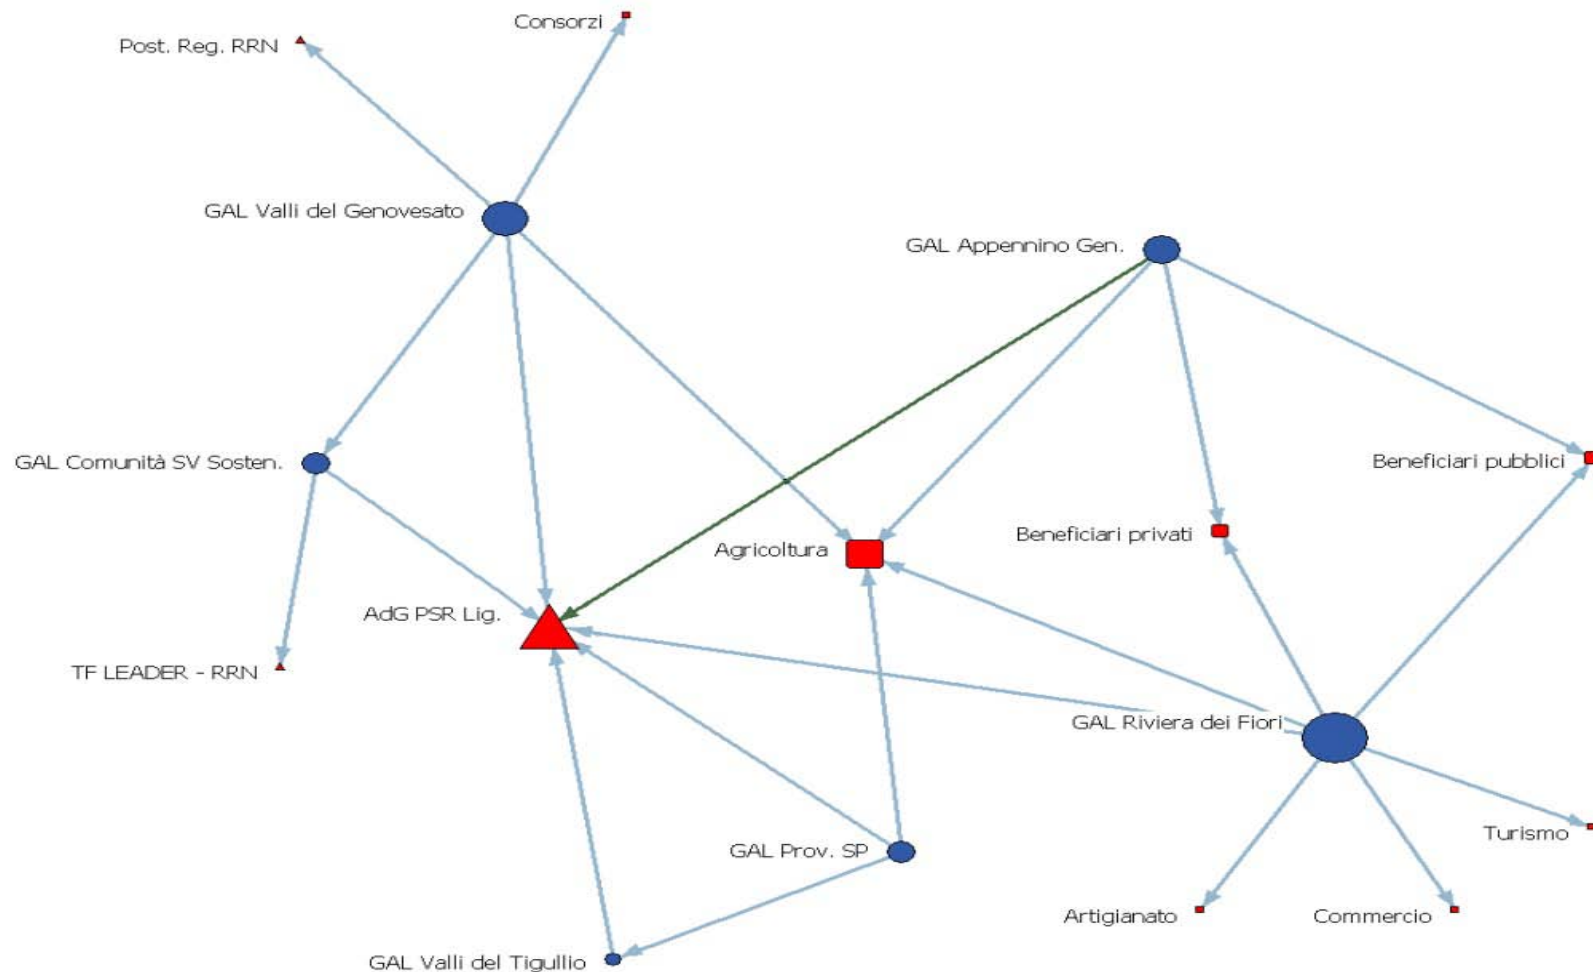 Consorzi
Post. Reg. RRN
GAL Valli del Genovesato
GAL Appennino Gen.
GAL Comunità SV Sosten.
Beneficiari pubblici
Beneficiari privati
Agricoltura
AdG PSR Lig.
TF LEADER - RRN
GAL Riviera dei Fiori
Turismo
GAL Prov. SP
Artigianato
Commercio
GAL Valli del Tigullio